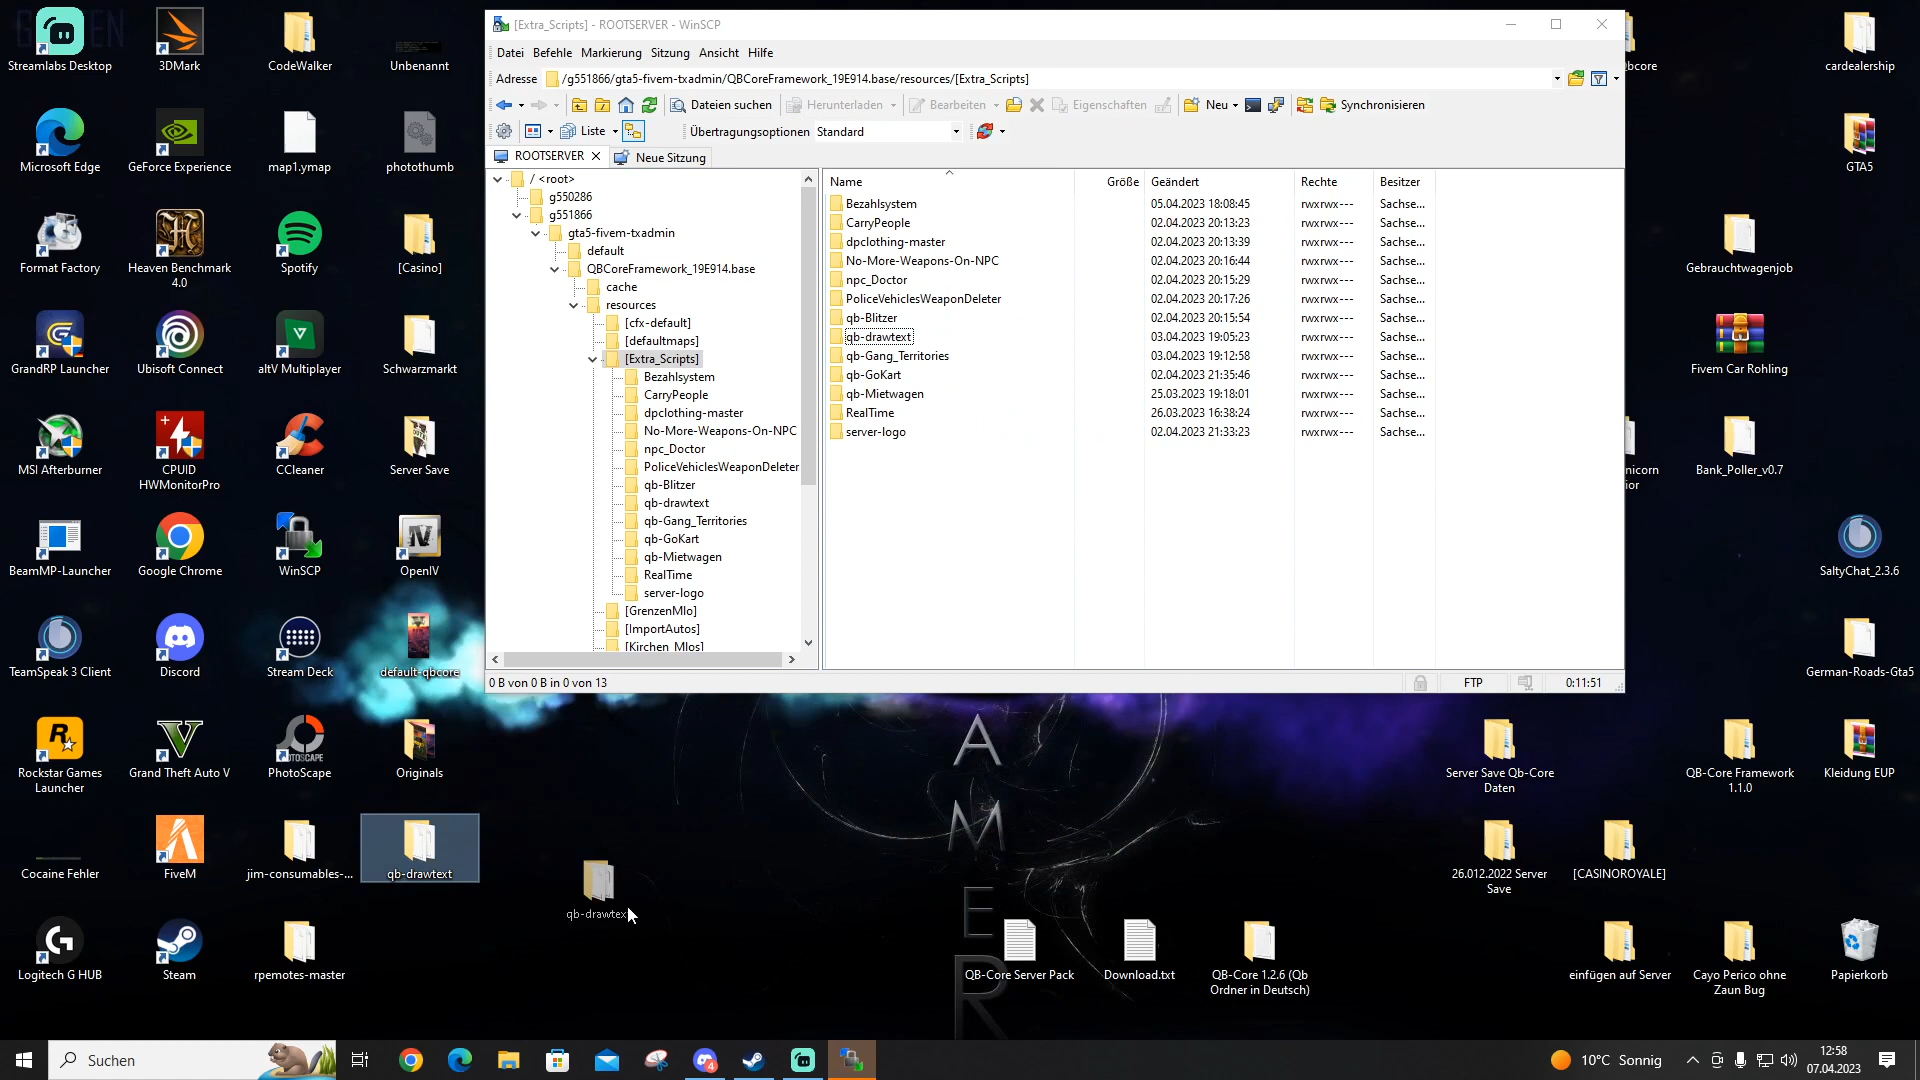 [Extra_Scripts] - ROOTSERVER - WinSCP
Datei Befehle Markierung Sitzung Ansicht Hilfe
Adresse /g551866/gta5-fivem-txadmin/QBCoreFramework_19E914.base/resources/[Extra_Scripts]
Dateien suchen Herunterladen Bearbeiten Eigenschaften Neu Synchronisieren
Liste Übertragungsoptionen Standard
ROOTSERVER Neue Sitzung
/ <root>
g550286
g551866
gta5-fivem-txadmin
default
QBCoreFramework_19E914.base
cache
resources
[cfx-default]
[defaultmaps]
[Extra_Scripts]
Bezahlsystem
CarryPeople
dpclothing-master
No-More-Weapons-On-NPC
npc_Doctor
PoliceVehiclesWeaponDeleter
qb-Blitzer
qb-drawtext
qb-Gang_Territories
qb-GoKart
qb-Mietwagen
RealTime
server-logo
[GrenzenMlo]
[ImportAutos]
[Kirchen_Mlos]
Name Größe Geändert Rechte Besitzer
Bezahlsystem 05.04.2023 18:08:45 rwxrwx--- Sachse...
CarryPeople 02.04.2023 20:13:23 rwxrwx--- Sachse...
dpclothing-master 02.04.2023 20:13:39 rwxrwx--- Sachse...
No-More-Weapons-On-NPC 02.04.2023 20:16:44 rwxrwx--- Sachse...
npc_Doctor 02.04.2023 20:15:29 rwxrwx--- Sachse...
PoliceVehiclesWeaponDeleter 02.04.2023 20:17:26 rwxrwx--- Sachse...
qb-Blitzer 02.04.2023 20:15:54 rwxrwx--- Sachse...
qb-drawtext 03.04.2023 19:05:23 rwxrwx--- Sachse...
qb-Gang_Territories 03.04.2023 19:12:58 rwxrwx--- Sachse...
qb-GoKart 02.04.2023 21:35:46 rwxrwx--- Sachse...
qb-Mietwagen 25.03.2023 19:18:01 rwxrwx--- Sachse...
RealTime 26.03.2023 16:38:24 rwxrwx--- Sachse...
server-logo 02.04.2023 21:33:23 rwxrwx--- Sachse...
0 B von 0 B in 0 von 13 FTP 0:11:51
Streamlabs Desktop
3DMark
CodeWalker
Unbenannt
Microsoft Edge
GeForce Experience
map1.ymap
photothumb
Format Factory
Heaven Benchmark
4.0
Spotify
[Casino]
GrandRP Launcher
Ubisoft Connect
altV Multiplayer
Schwarzmarkt
MSI Afterburner
CPUID
HWMonitorPro
CCleaner
Server Save
BeamMP-Launcher
Google Chrome
WinSCP
OpenIV
TeamSpeak 3 Client
Discord
Stream Deck
default-qbcore
Rockstar Games
Launcher
Grand Theft Auto V
PhotoScape
Originals
Cocaine Fehler
FiveM
jim-consumables-...
qb-drawtext
qb-drawtex
Logitech G HUB
Steam
rpemotes-master
cardealership
GTA5
Gebrauchtwagenjob
Fivem Car Rohling
Bank_Poller_v0.7
SaltyChat_2.3.6
German-Roads-Gta5
Server Save Qb-Core
Daten
QB-Core Framework
1.1.0
Kleidung EUP
26.012.2022 Server
Save
[CASINOROYALE]
QB-Core Server Pack
Download.txt
QB-Core 1.2.6 (Qb
Ordner in Deutsch)
einfügen auf Server
Cayo Perico ohne
Zaun Bug
Papierkorb
A
M
E
R
Suchen
4
10°C Sonnig
12:58
07.04.2023